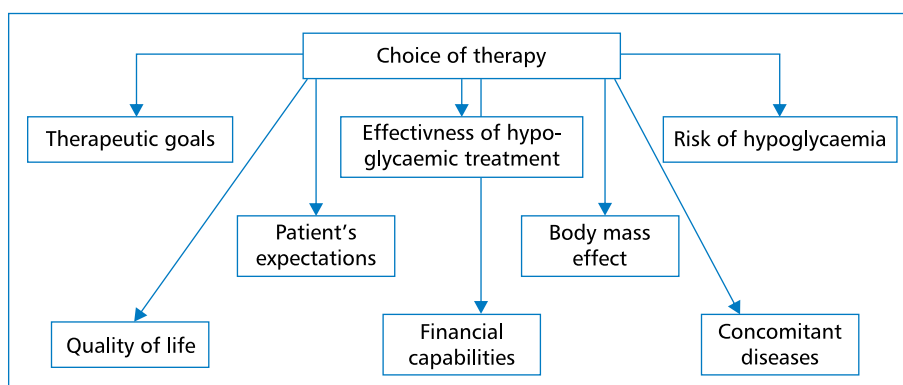 Choice of therapy
Therapeutic goals
Effectivness of hypo-
glycaemic treatment
Risk of hypoglycaemia
Patient's
expectations
Body mass
effect
Quality of life
Financial
capabilities
Concomitant
diseases